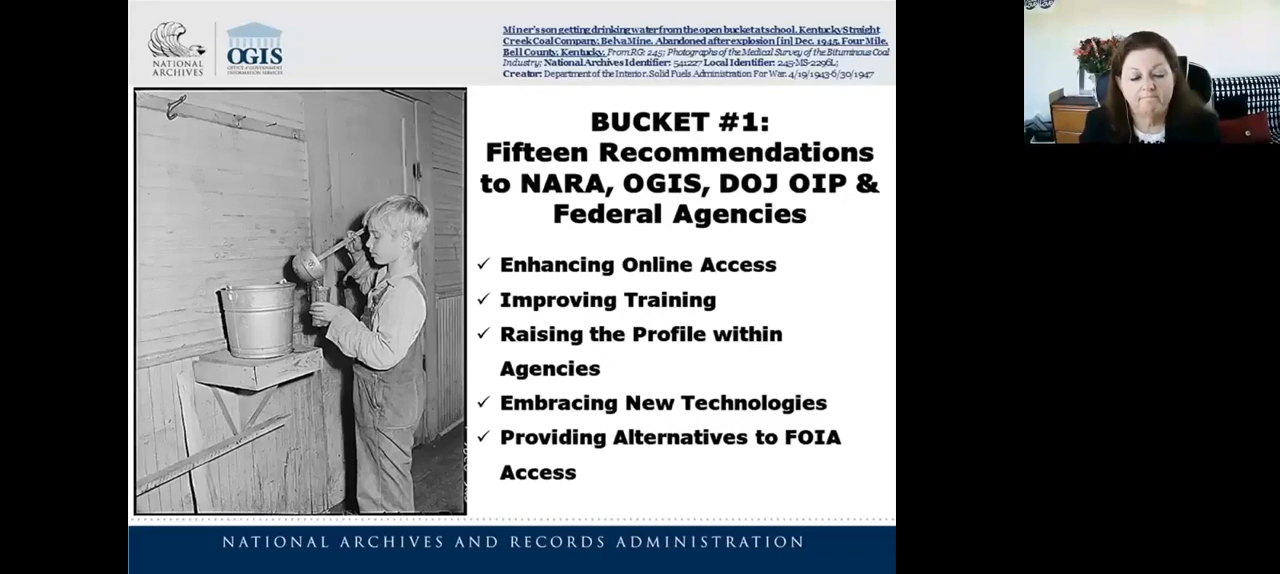 NATIONAL
ARCHIVES
OGIS
OFFICE of GOVERNMENT
INFORMATION SERVICES
Miner's son getting drinking water from the open bucket at school. Kentucky Straight
Creek Coal Company, Belva Mine, Abandoned after explosion [in] Dec. 1945, Four Mile,
Bell County, Kentucky. From RG: 245: Photographs of the Medical Survey of the Bituminous Coal
Industry; National Archives Identifier: 541227 Local Identifier: 245-MS-2296L;
Creator: Department of the Interior. Solid Fuels Administration For War. 4/19/1943-6/30/1947
BUCKET #1:
Fifteen Recommendations
to NARA, OGIS, DOJ OIP &
Federal Agencies
✓ Enhancing Online Access
✓ Improving Training
✓ Raising the Profile within
Agencies
✓ Embracing New Technologies
✓ Providing Alternatives to FOIA
Access
NATIONAL ARCHIVES AND RECORDS ADMINISTRATION